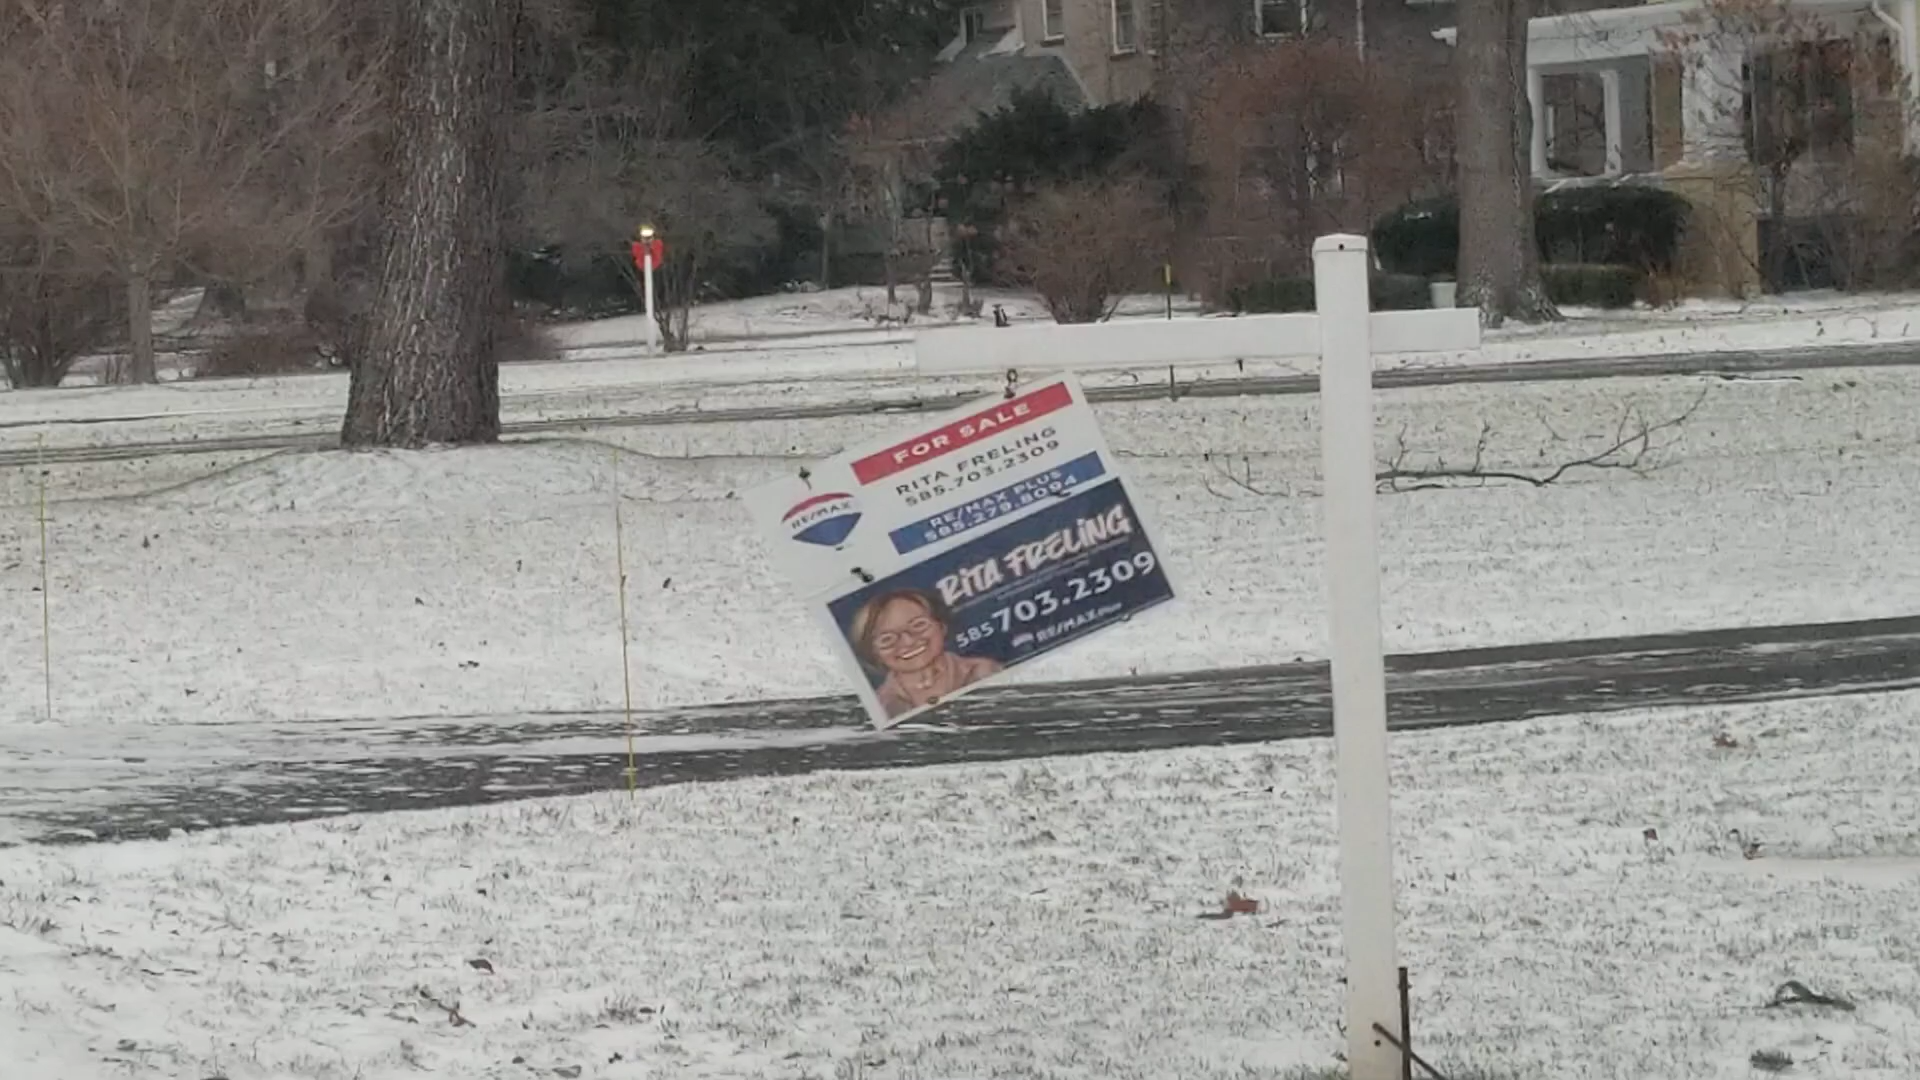 FOR SALE
RITA FRELING
585.703.2309
RE/MAX
RE/MAX PLUS
585.279.8094
RITA FRELING
585 703.2309
RE/MAX Plus